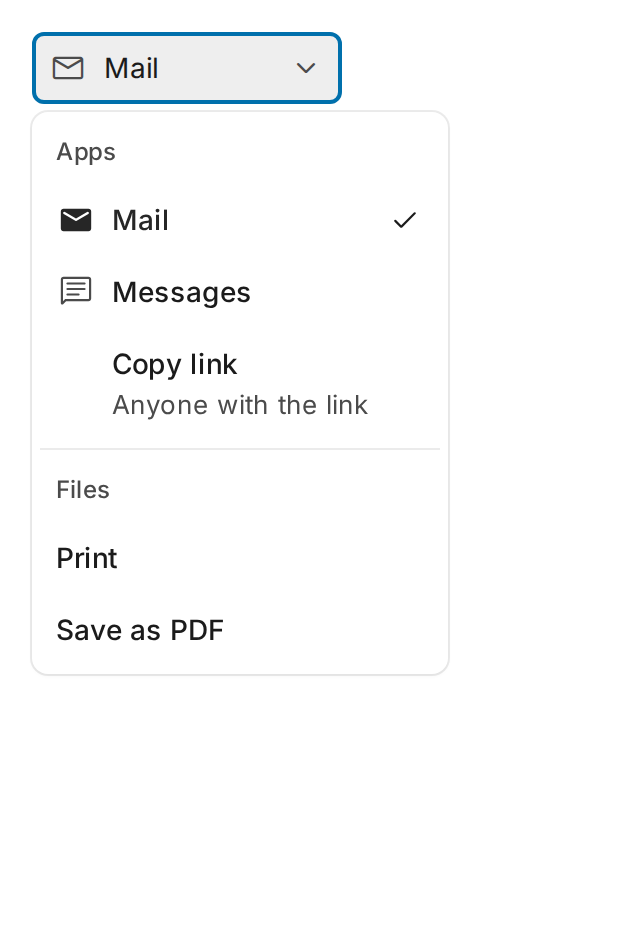 Mail
Apps
Mail
Messages
Copy link
Anyone with the link
Files
Print
Save as PDF